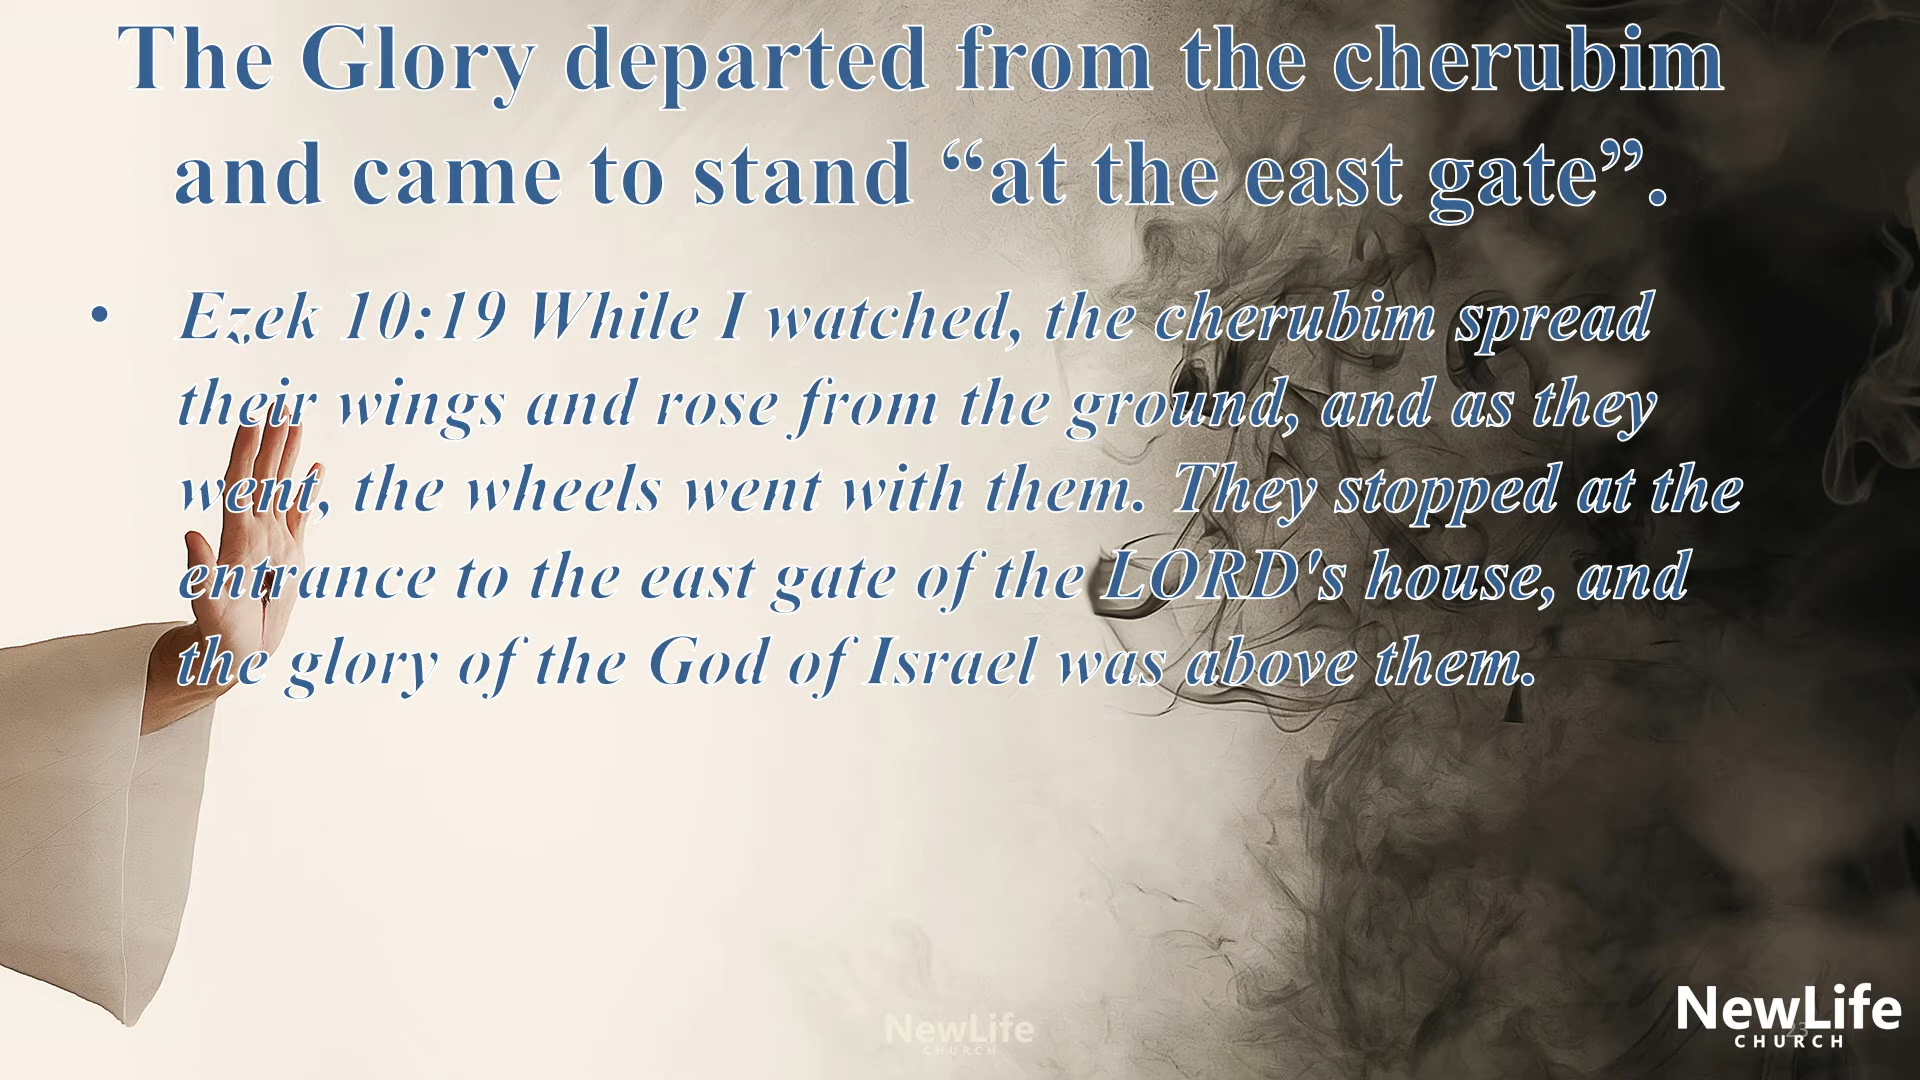 The Glory departed from the cherubim
and came to stand “at the east gate”.
• Ezek 10:19 While I watched, the cherubim spread
their wings and rose from the ground, and as they
went, the wheels went with them. They stopped at the
entrance to the east gate of the LORD's house, and
the glory of the God of Israel was above them.
NewLife
CHURCH
NewLife
23
CHURCH